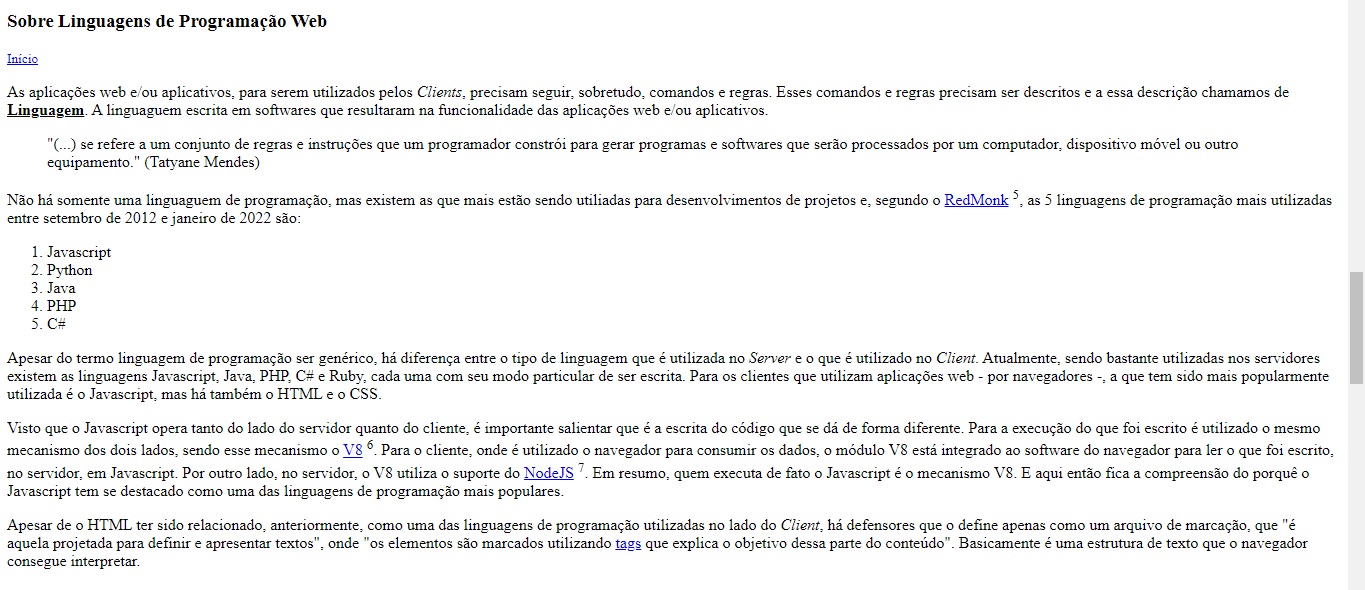 Sobre Linguagens de Programação Web
Início
As aplicações web e/ou aplicativos, para serem utilizados pelos Clients, precisam seguir, sobretudo, comandos e regras. Esses comandos e regras precisam ser descritos e a essa descrição chamamos de
Linguagem. A linguaguem escrita em softwares que resultaram na funcionalidade das aplicações web e/ou aplicativos.
"(...) se refere a um conjunto de regras e instruções que um programador constrói para gerar programas e softwares que serão processados por um computador, dispositivo móvel ou outro
equipamento." (Tatyane Mendes)
Não há somente uma linguaguem de programação, mas existem as que mais estão sendo utiliadas para desenvolvimentos de projetos e, segundo o RedMonk 5, as 5 linguagens de programação mais utilizadas
entre setembro de 2012 e janeiro de 2022 são:
1. Javascript
2. Python
3. Java
4. PHP
5. C#
Apesar do termo linguagem de programação ser genérico, há diferença entre o tipo de linguagem que é utilizada no Server e o que é utilizado no Client. Atualmente, sendo bastante utilizadas nos servidores
existem as linguagens Javascript, Java, PHP, C# e Ruby, cada uma com seu modo particular de ser escrita. Para os clientes que utilizam aplicações web - por navegadores -, a que tem sido mais popularmente
utilizada é o Javascript, mas há também o HTML e o CSS.
Visto que o Javascript opera tanto do lado do servidor quanto do cliente, é importante salientar que é a escrita do código que se dá de forma diferente. Para a execução do que foi escrito é utilizado o mesmo
mecanismo dos dois lados, sendo esse mecanismo o V8 6. Para o cliente, onde é utilizado o navegador para consumir os dados, o módulo V8 está integrado ao software do navegador para ler o que foi escrito,
no servidor, em Javascript. Por outro lado, no servidor, o V8 utiliza o suporte do NodeJS 7. Em resumo, quem executa de fato o Javascript é o mecanismo V8. E aqui então fica a compreensão do porquê o
Javascript tem se destacado como uma das linguagens de programação mais populares.
Apesar de o HTML ter sido relacionado, anteriormente, como uma das linguagens de programação utilizadas no lado do Client, há defensores que o define apenas como um arquivo de marcação, que "é
aquela projetada para definir e apresentar textos", onde "os elementos são marcados utilizando tags que explica o objetivo dessa parte do conteúdo". Basicamente é uma estrutura de texto que o navegador
consegue interpretar.